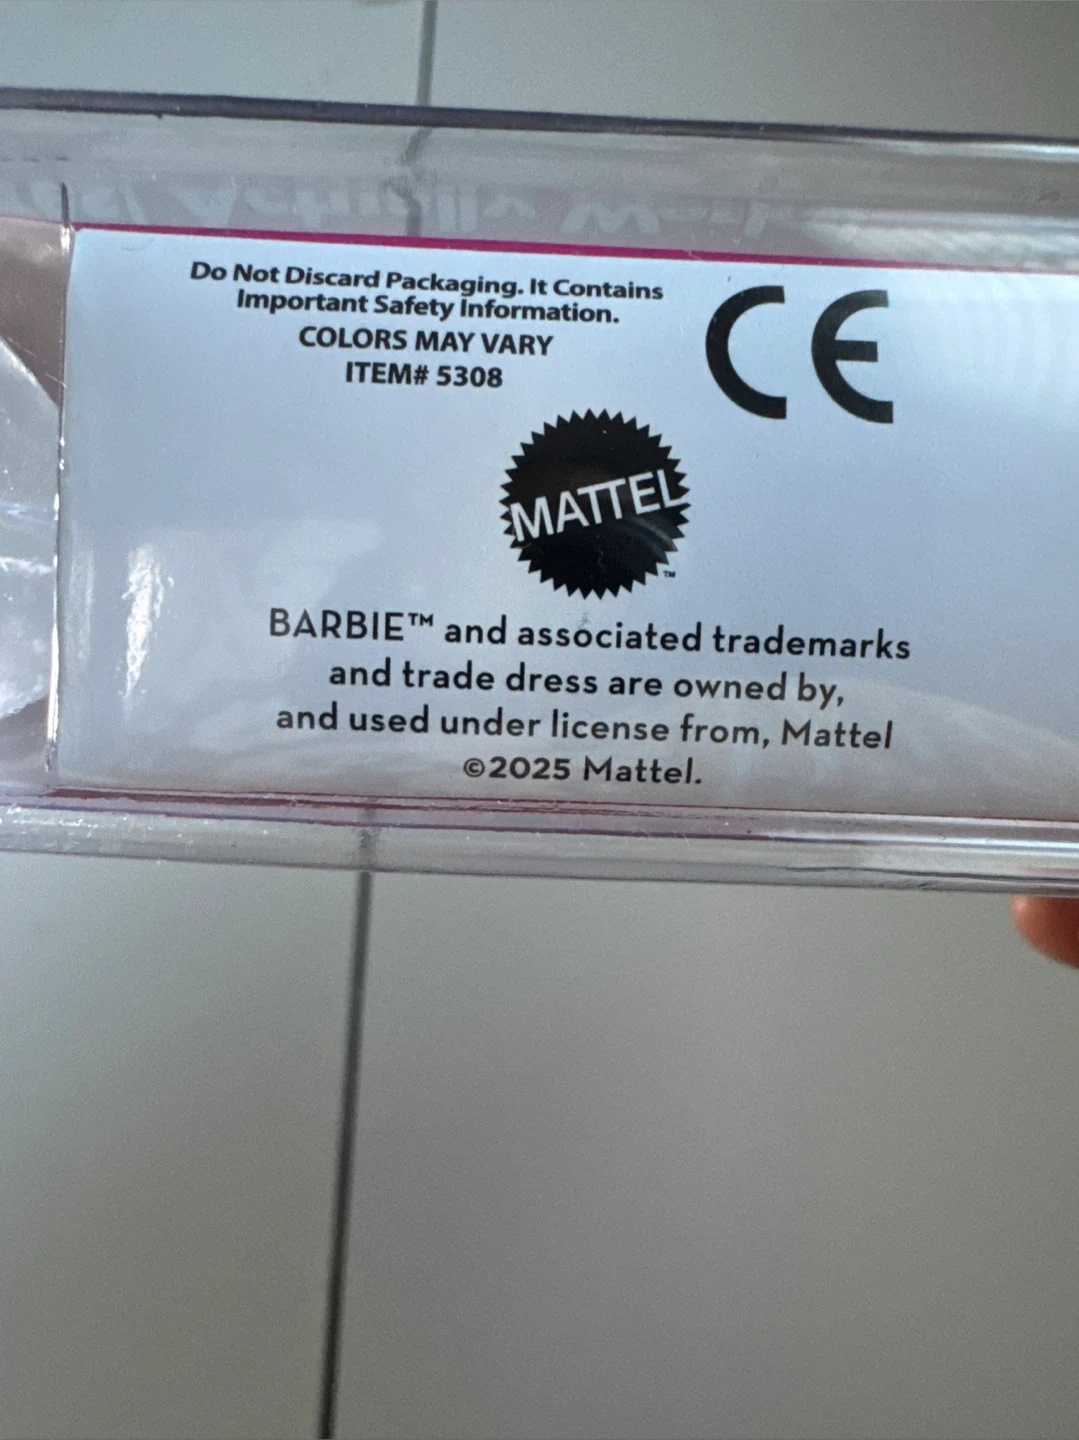 Do Not Discard Packaging. It Contains
Important Safety Information.
COLORS MAY VARY
ITEM# 5308
CE
MATTEL
™
BARBIE™ and associated trademarks
and trade dress are owned by,
and used under license from, Mattel
©2025 Mattel.